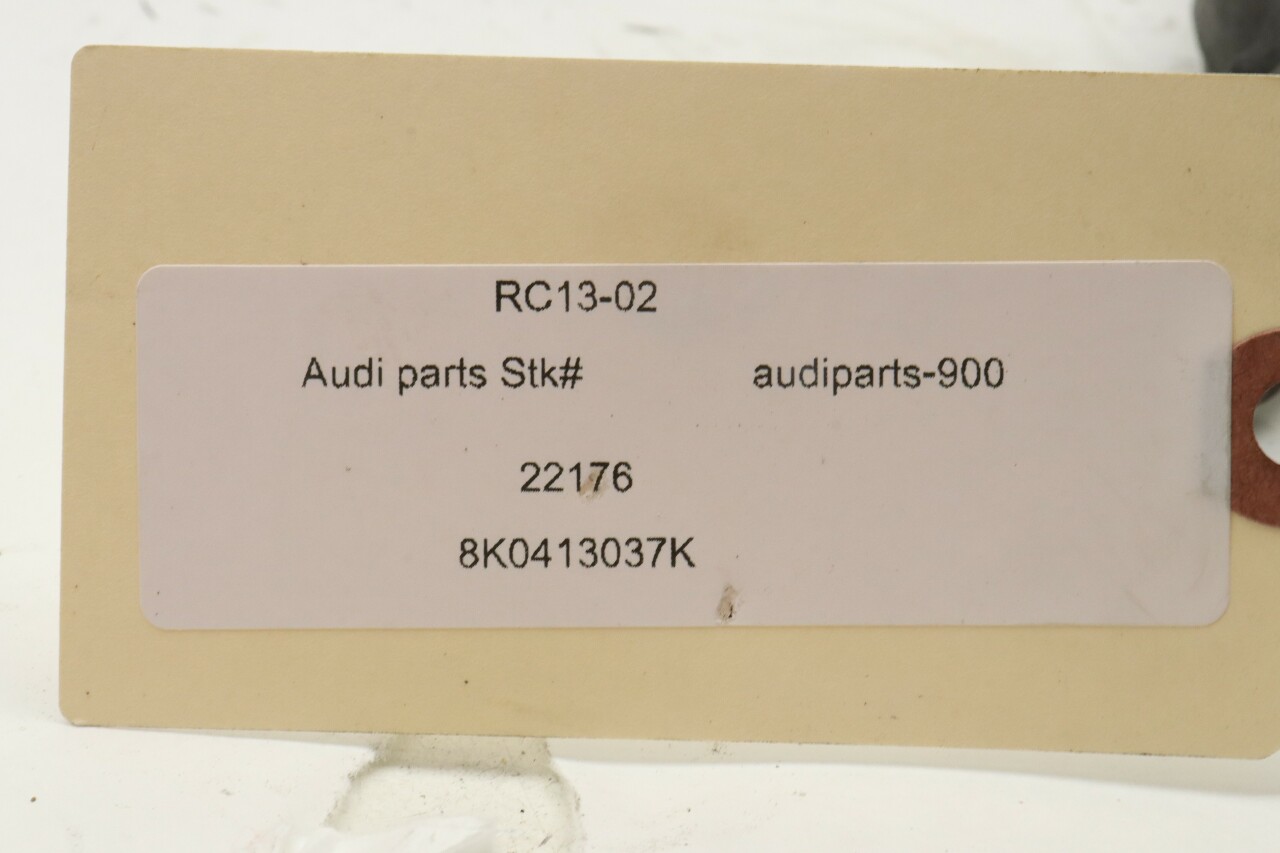 RC13-02
Audi parts Stk# audiparts-900
22176
8K0413037K